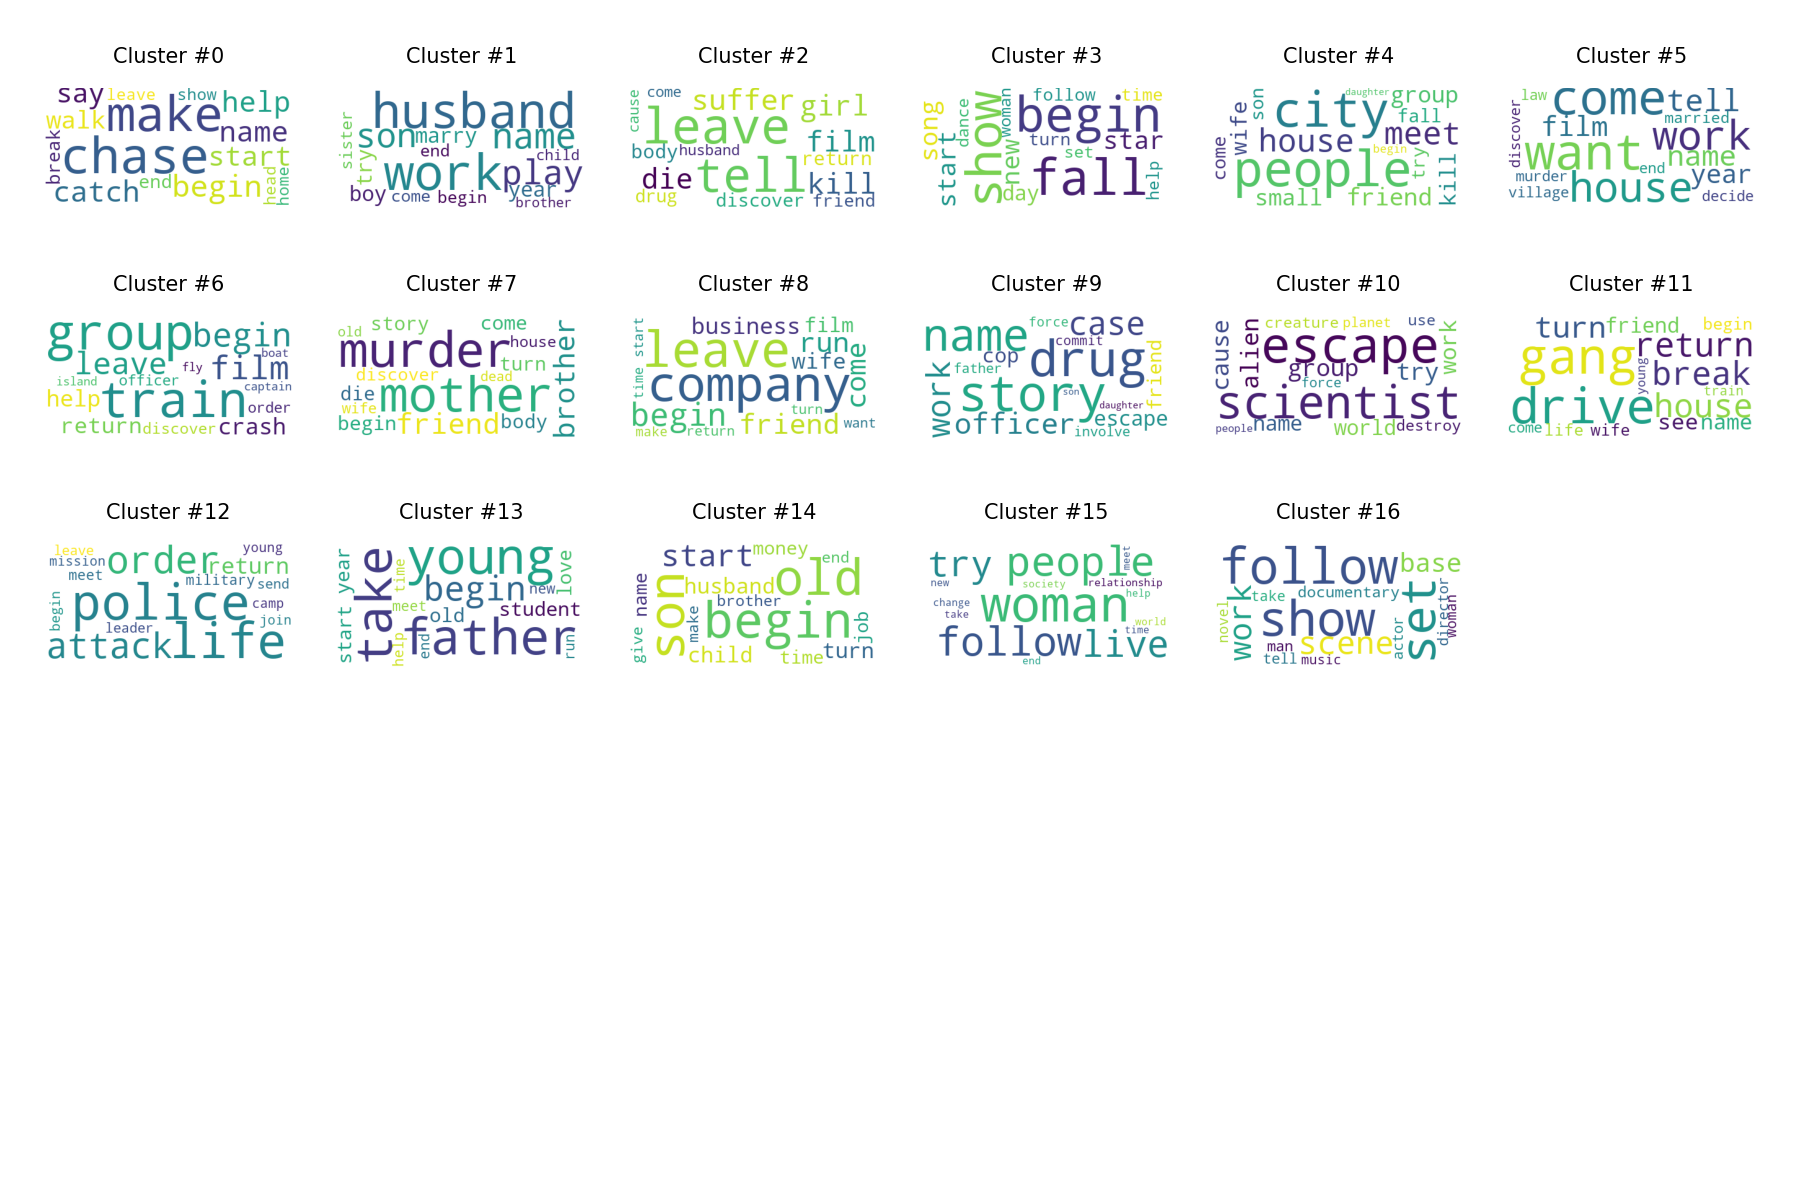 Cluster #0
say leave show help
walk make name
break chase start
catch end begin head home
Cluster #1
husband
sister son marry name
try end child
work play
boy come begin year brother
Cluster #2
cause come suffer girl
leave film
body husband return
die tell kill
drug discover friend
Cluster #3
song dance woman follow time
show begin
start new turn star
set help
day fall
Cluster #4
son daughter group
come wife city fall
house meet
people begin try
small friend kill
Cluster #5
law come tell
discover film married work
want name
murder end year
village house decide
Cluster #6
group begin
leave fly boat film
island officer captain
help train order
return discover crash
Cluster #7
old story come
murder house brother
discover dead turn
die mother
wife begin friend body
Cluster #8
time start business film
leave wife run
company come
begin turn
make return friend want
Cluster #9
name force case
cop commit drug
father story son friend
work daughter escape
officer involve
Cluster #10
cause alien creature planet use
escape work
group force try
scientist
people name world destroy
Cluster #11
turn friend begin
gang return
young break
drive train house
come life wife see name
Cluster #12
leave order young
mission meet return
military send
begin police camp
leader join
attack life
Cluster #13
start year take time young love
begin new
meet old student
help end father run
Cluster #14
start money end
name son husband old
brother
make begin job
give child time turn
Cluster #15
try people meet
new society relationship
change take woman help
world
follow live time
end
Cluster #16
follow base
work take documentary set director
novel show woman
man scene actor
tell music